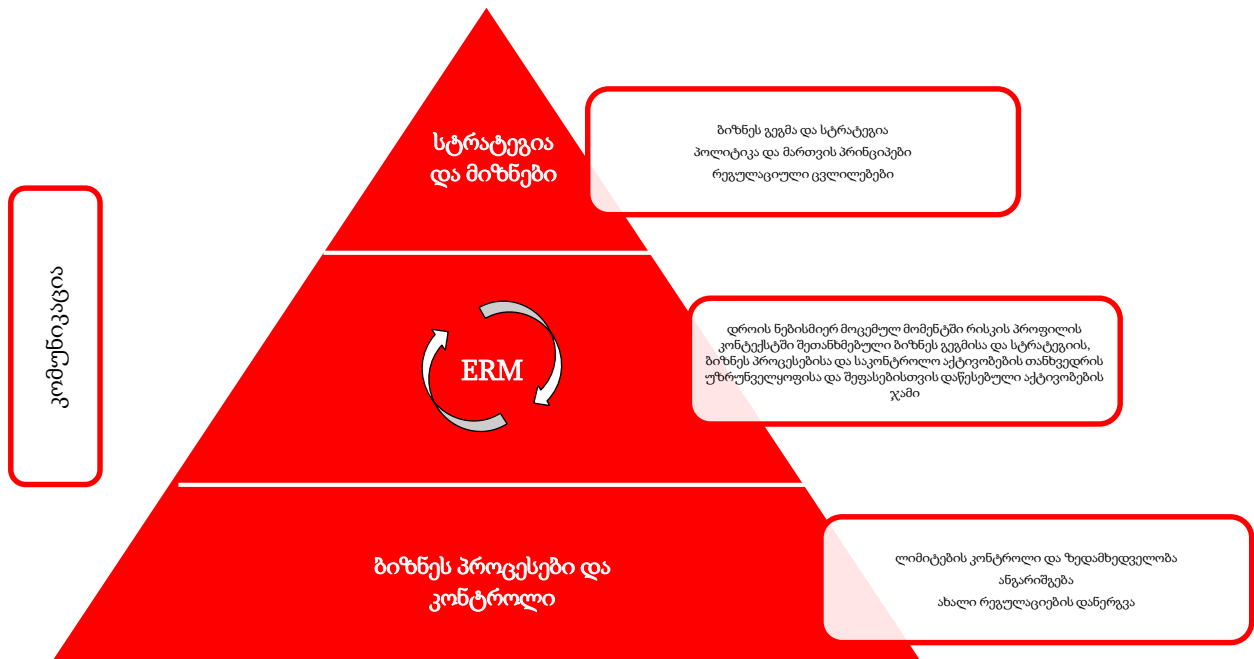 სტრატეგია
და მიზნები
ბიზნეს გეგმა და სტრატეგია
პოლიტიკა და მართვის პრინციპები
რეგულაციული ცვლილებები
კომუნიკაცია
ERM
დროის ნებისმიერ მოცემულ მომენტში რისკის პროფილის
კონტექსტში შეთანხმებული ბიზნეს გეგმისა და სტრატეგიის,
ბიზნეს პროცესებისა და საკონტროლო აქტივობების თანხვედრის
უზრუნველყოფისა და შეფასებისთვის დაწესებული აქტივობების
ჯამი
ბიზნეს პროცესები და
კონტროლი
ლიმიტების კონტროლი და ზედამხედველობა
ანგარიშგება
ახალი რეგულაციების დანერგვა